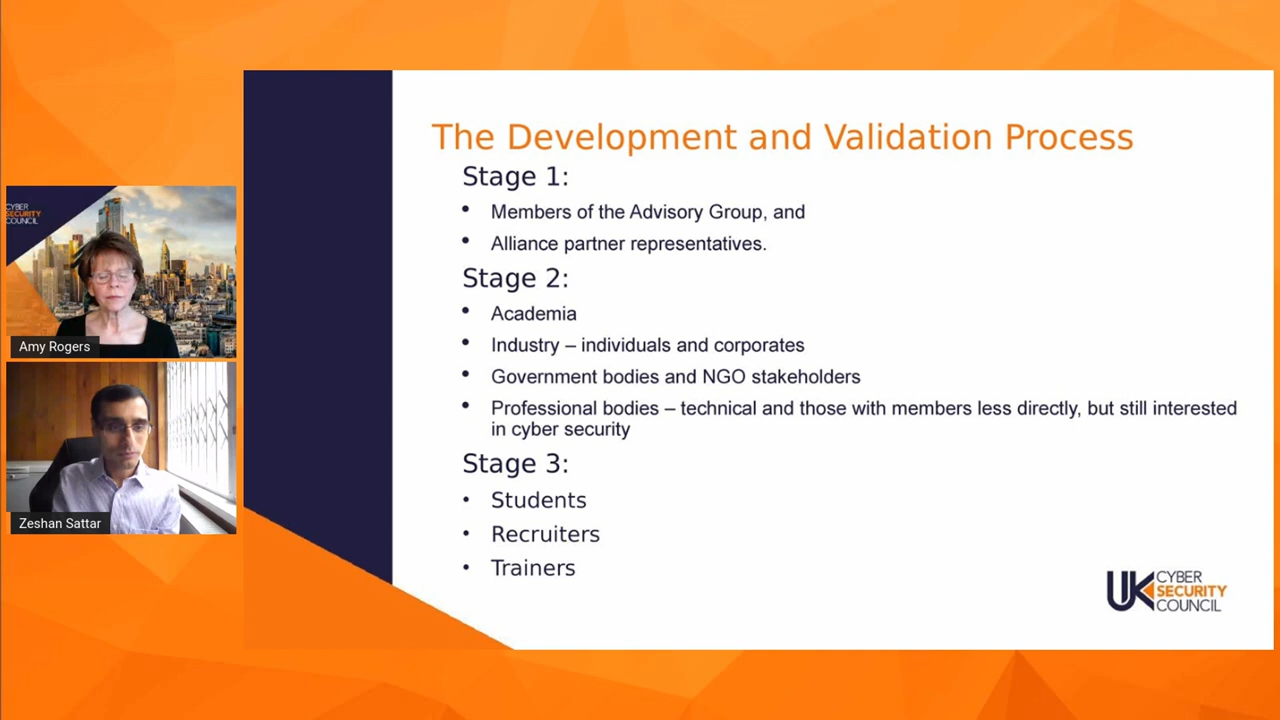 The Development and Validation Process
Stage 1:
• Members of the Advisory Group, and
• Alliance partner representatives.
Stage 2:
• Academia
• Industry – individuals and corporates
• Government bodies and NGO stakeholders
• Professional bodies – technical and those with members less directly, but still interested
in cyber security
Stage 3:
• Students
• Recruiters
• Trainers
UK CYBER
SECURITY
COUNCIL
CYBER
SECURITY
COUNCIL
Amy Rogers
Zeshan Sattar